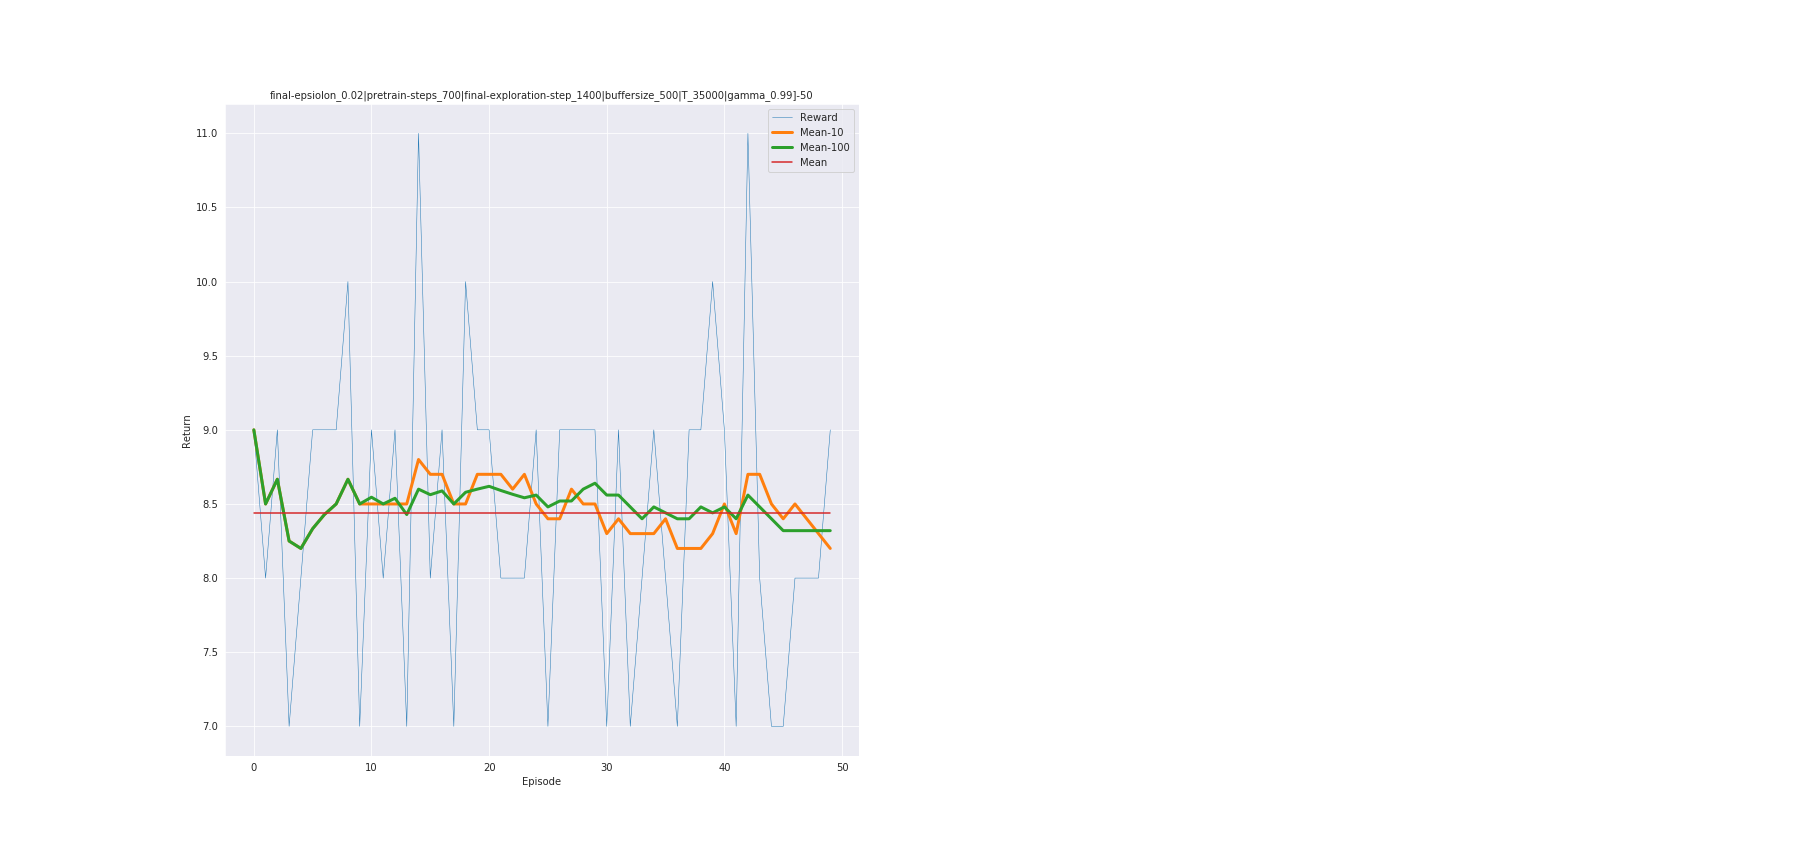 final-epsiolon_0.02|pretrain-steps_700|final-exploration-step_1400|buffersize_500|T_35000|gamma_0.99]-50
Reward
Mean-10
Mean-100
Mean
11.0
10.5
10.0
9.5
9.0
8.5
8.0
7.5
7.0
Return
0 10 20 30 40 50
Episode